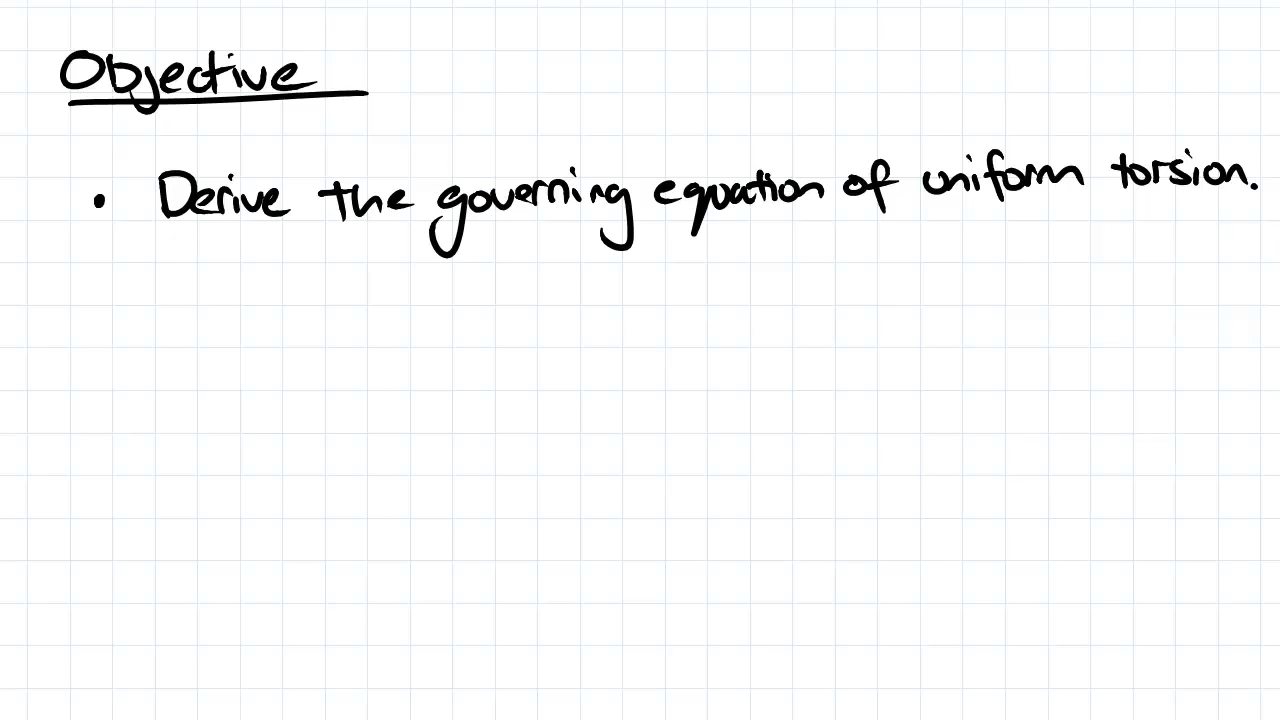 Objective
• Derive the governing equation of uniform torsion.